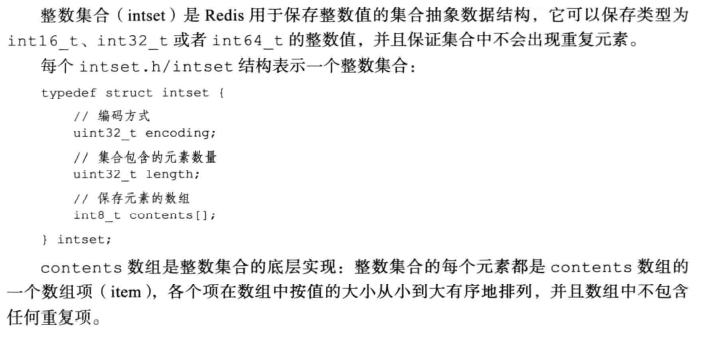 整数集合（intset）是 Redis 用于保存整数值的集合抽象数据结构，它可以保存类型为
int16_t、int32_t 或者 int64_t 的整数值，并且保证集合中不会出现重复元素。
每个 intset.h/intset 结构表示一个整数集合：
typedef struct intset {
// 编码方式
uint32_t encoding;
// 集合包含的元素数量
uint32_t length;
// 保存元素的数组
int8_t contents[];
} intset;
contents 数组是整数集合的底层实现：整数集合的每个元素都是 contents 数组的
一个数组项（item），各个项在数组中按值的大小从小到大有序地排列，并且数组中不包含
任何重复项。